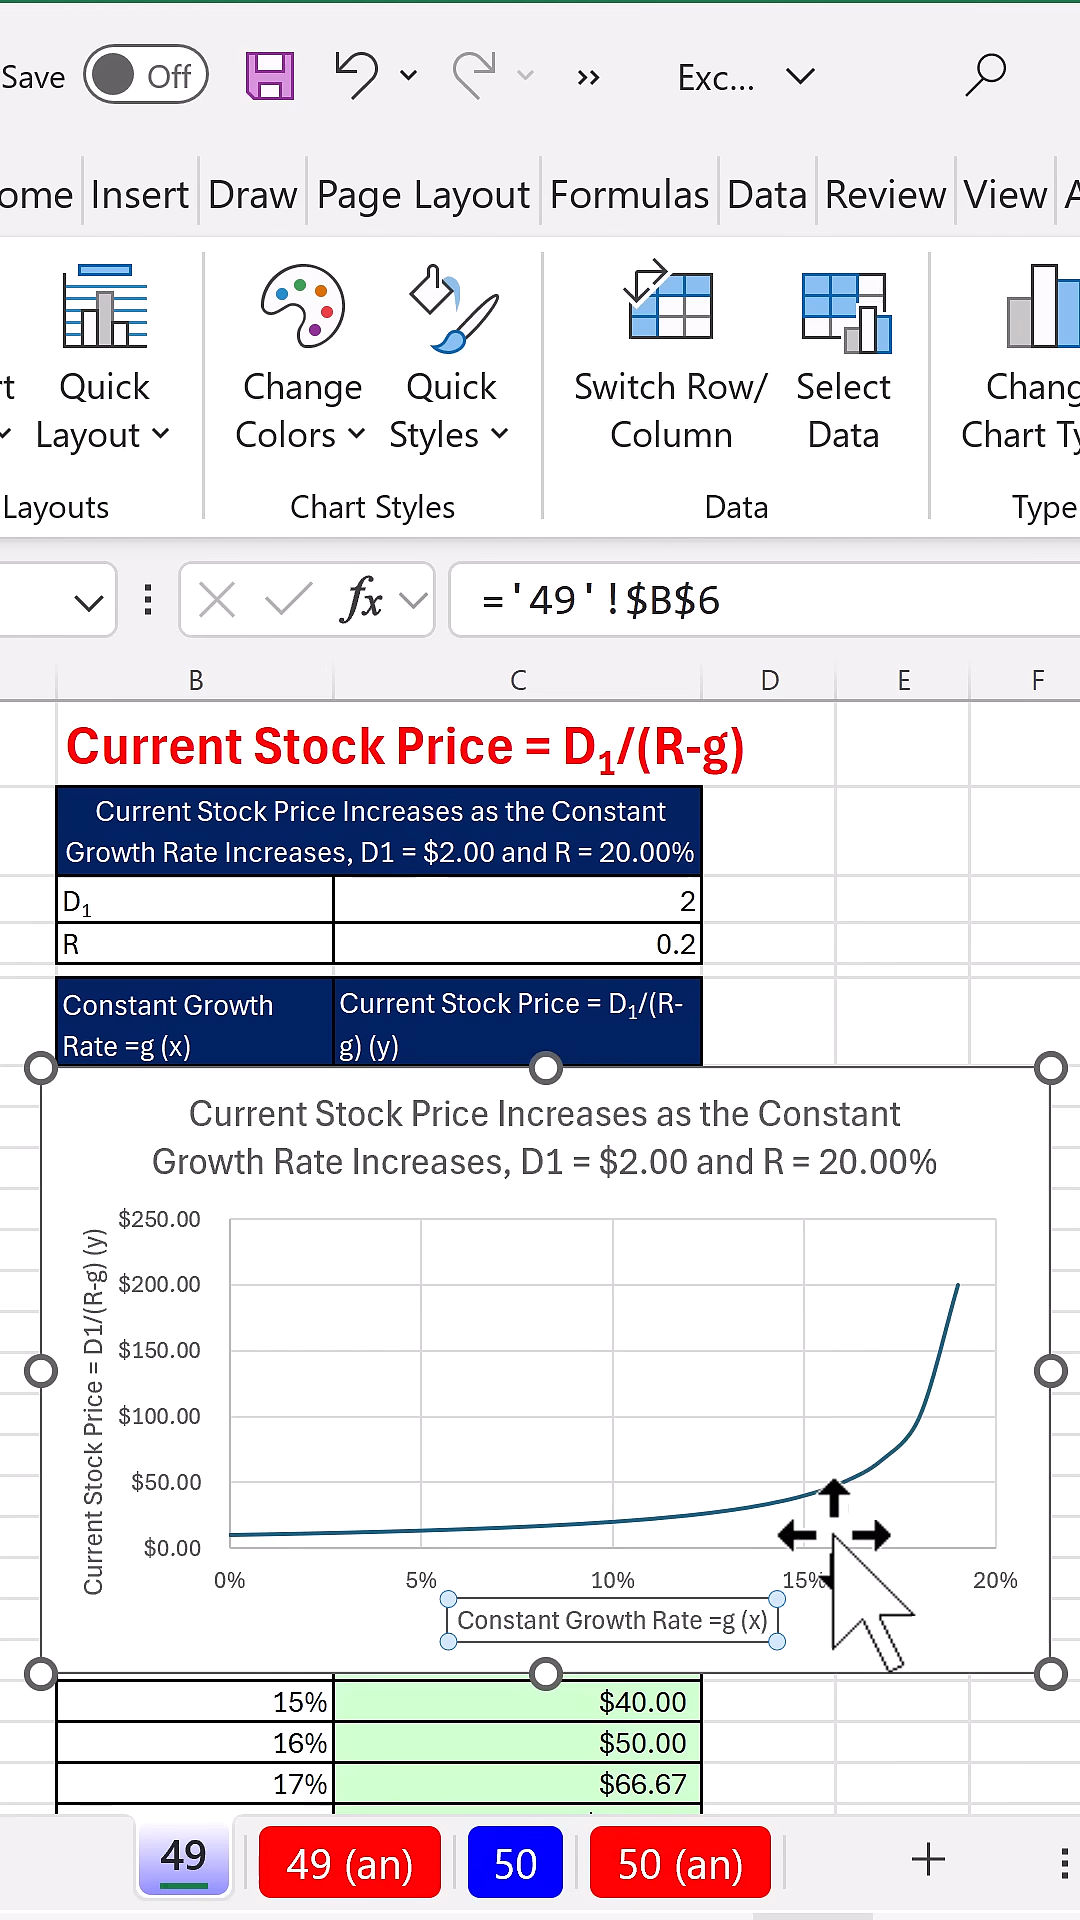 Save Off Exc...
ome Insert Draw Page Layout Formulas Data Review View A
t Quick Change Quick Switch Row/ Select Chang
Layout Colors Styles Column Data Chart Ty
Layouts Chart Styles Data Type
fx ='49'!$B$6
B C D E F
Current Stock Price = D₁/(R-g)
Current Stock Price Increases as the Constant
Growth Rate Increases, D1 = $2.00 and R = 20.00%
D₁ 2
R 0.2
Constant Growth Current Stock Price = D₁/(R-
Rate =g (x) g) (y)
Current Stock Price Increases as the Constant
Growth Rate Increases, D1 = $2.00 and R = 20.00%
Current Stock Price = D1/(R-g) (y)
$250.00
$200.00
$150.00
$100.00
$50.00
$0.00
0% 5% 10% 15% 20%
Constant Growth Rate =g (x)
15% $40.00
16% $50.00
17% $66.67
49 49 (an) 50 50 (an)